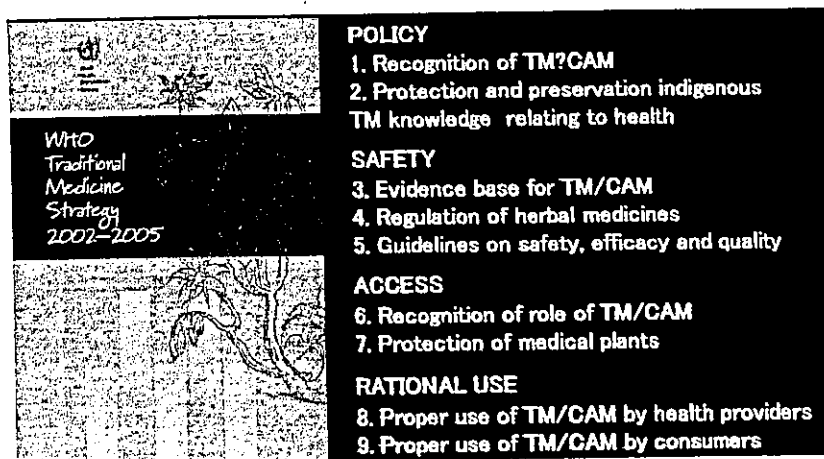 WHO
Traditional
Medicine
Strategy
2002–2005
POLICY
1. Recognition of TM?CAM
2. Protection and preservation indigenous
TM knowledge relating to health
SAFETY
3. Evidence base for TM/CAM
4. Regulation of herbal medicines
5. Guidelines on safety, efficacy and quality
ACCESS
6. Recognition of role of TM/CAM
7. Protection of medical plants
RATIONAL USE
8. Proper use of TM/CAM by health providers
9. Proper use of TM/CAM by consumers